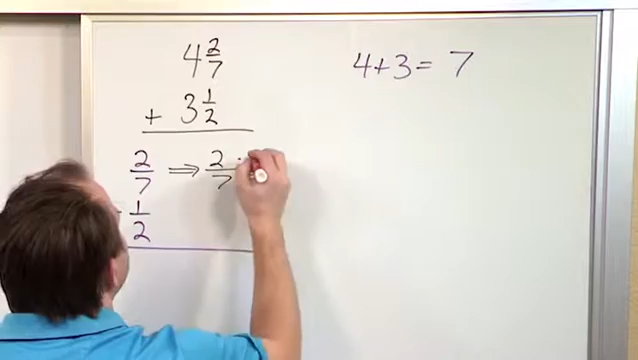 4 2/7
+ 3 1/2
4+3= 7
2/7 ⇒ 2/7 ·
1/2